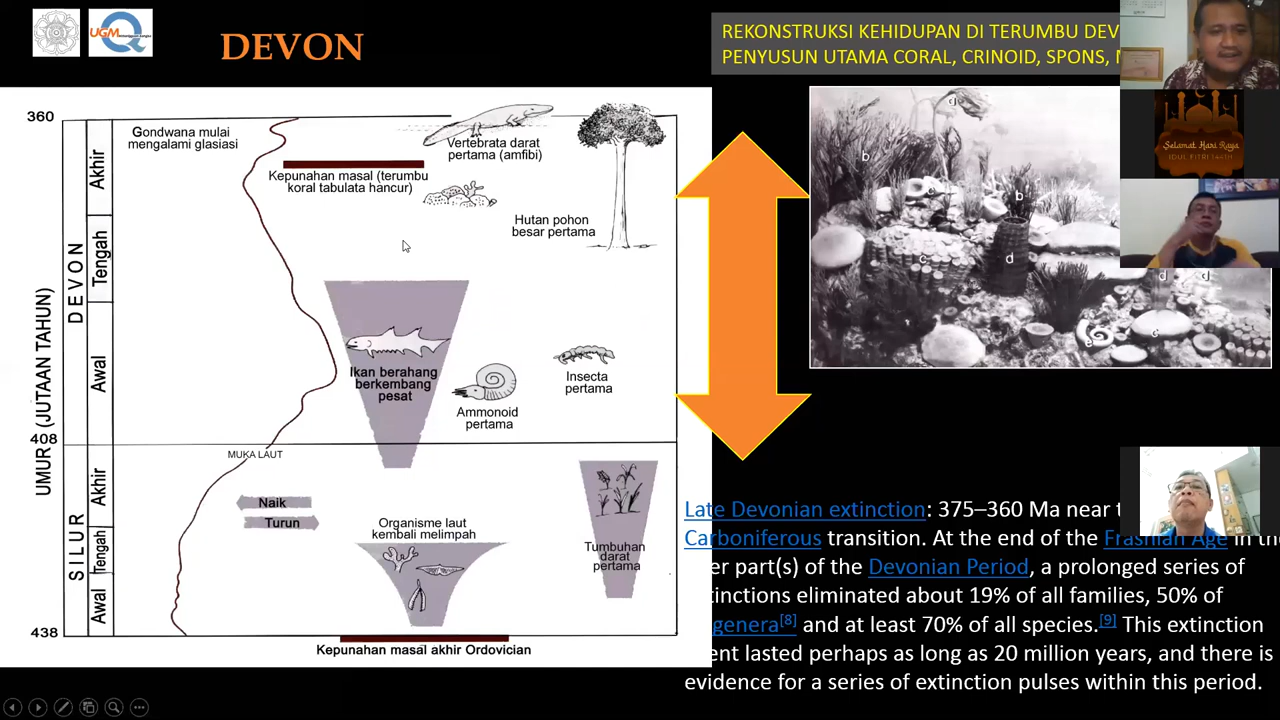 UGM
DEVON
REKONSTRUKSI KEHIDUPAN DI TERUMBU DEV
PENYUSUN UTAMA CORAL, CRINOID, SPONS,
360
Gondwana mulai
mengalami glasiasi
Vertebrata darat
pertama (amfibi)
Kepunahan masal (terumbu
koral tabulata hancur)
Hutan pohon
besar pertama
Akhir
Tengah
Awal
DEVON
UMUR (JUTAAN TAHUN)
Ikan berahang
berkembang
pesat
Ammonoid
pertama
Insecta
pertama
408
MUKA LAUT
Naik
Turun
Akhir
Tengah
Awal
SILUR
Organisme laut
kembali melimpah
Tumbuhan
darat
pertama
438
Kepunahan masal akhir Ordovician
d
b
e
b
c
d
d
d
e
c
Selamat Hari Raya
IDUL FITRI 1441H
Late Devonian extinction: 375–360 Ma near t
Carboniferous transition. At the end of the Frasnian Age in th
er part(s) of the Devonian Period, a prolonged series of
tinctions eliminated about 19% of all families, 50% of
genera[8] and at least 70% of all species.[9] This extinction
ent lasted perhaps as long as 20 million years, and there is
evidence for a series of extinction pulses within this period.